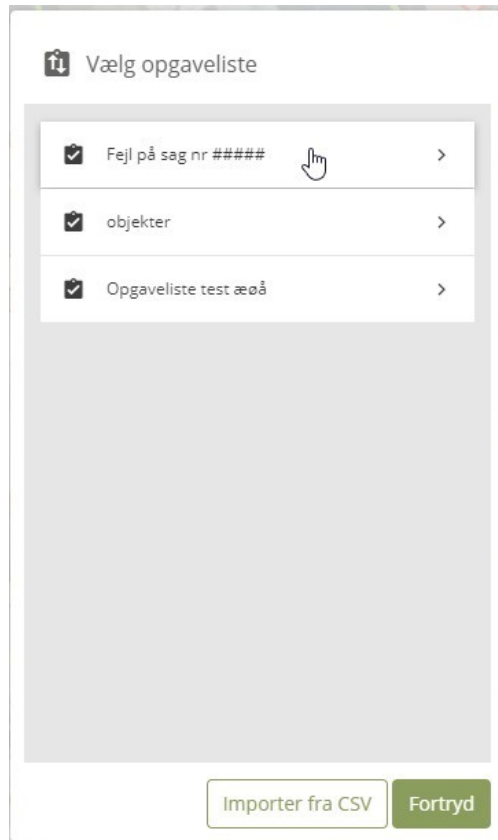 Vælg opgaveliste
Fejl på sag nr #####
objekter
Opgaveliste test æøå
Importer fra CSV
Fortryd